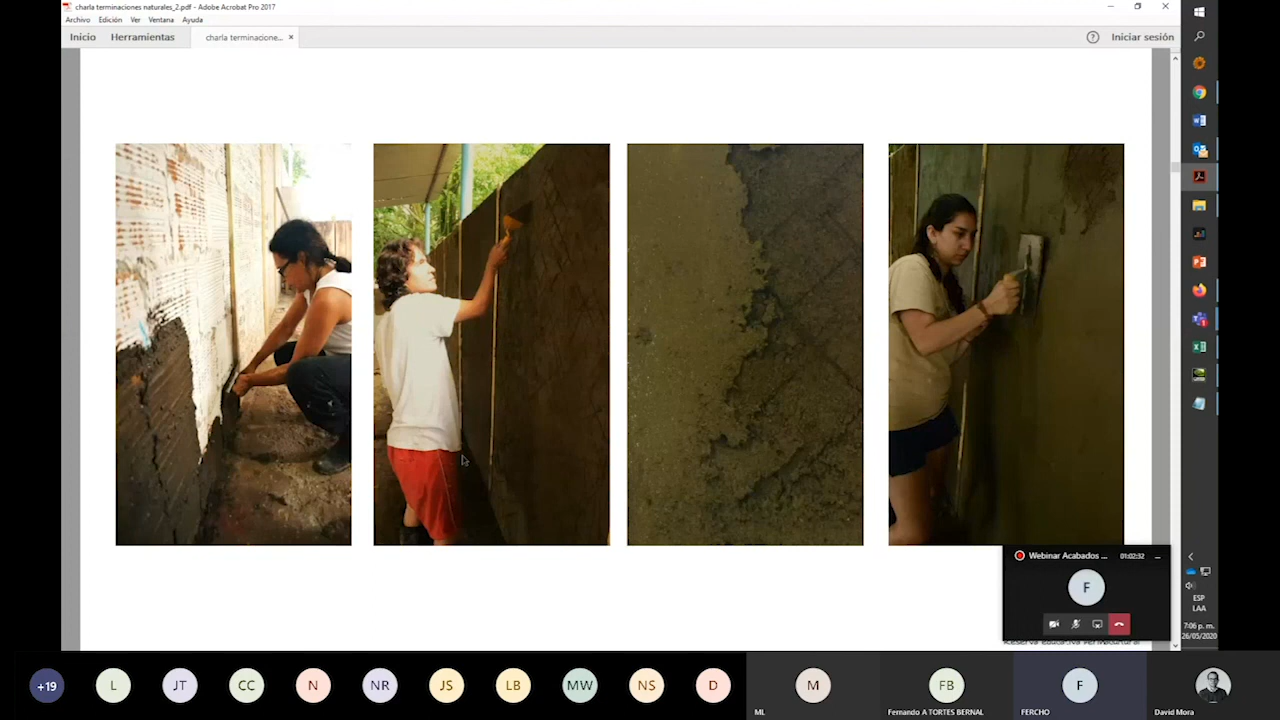 charla terminaciones naturales_2.pdf - Adobe Acrobat Pro 2017
Archivo Edición Ver Ventana Ayuda
Inicio Herramientas charla terminacione... Iniciar sesión
Webinar Acabados ... 01:02:32
F
ESP
LAA
7:06 p. m.
26/05/2020
+19 L JT CC N NR JS LB MW NS D M FB F
ML Fernando A TORTES BERNAL FERCHO David Mora